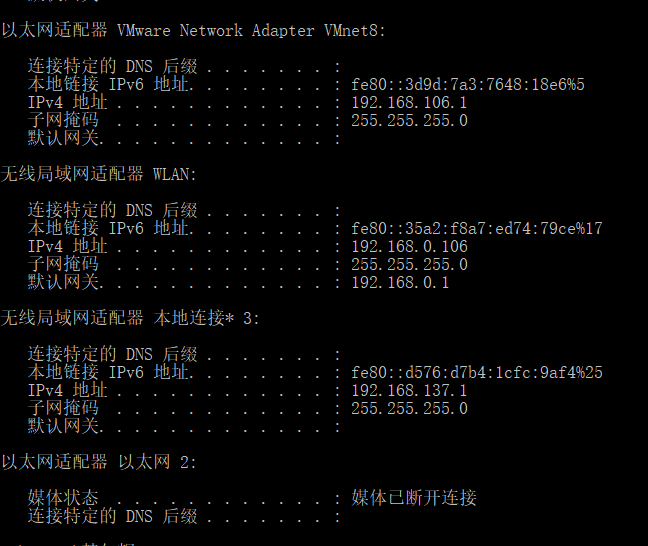 以太网适配器 VMware Network Adapter VMnet8:
连接特定的 DNS 后缀 . . . . . . . :
本地链接 IPv6 地址. . . . . . . . : fe80::3d9d:7a3:7648:18e6%5
IPv4 地址 . . . . . . . . . . . . : 192.168.106.1
子网掩码  . . . . . . . . . . . . : 255.255.255.0
默认网关. . . . . . . . . . . . . :
无线局域网适配器 WLAN:
连接特定的 DNS 后缀 . . . . . . . :
本地链接 IPv6 地址. . . . . . . . : fe80::35a2:f8a7:ed74:79ce%17
IPv4 地址 . . . . . . . . . . . . : 192.168.0.106
子网掩码  . . . . . . . . . . . . : 255.255.255.0
默认网关. . . . . . . . . . . . . : 192.168.0.1
无线局域网适配器 本地连接* 3:
连接特定的 DNS 后缀 . . . . . . . :
本地链接 IPv6 地址. . . . . . . . : fe80::d576:d7b4:1cfc:9af4%25
IPv4 地址 . . . . . . . . . . . . : 192.168.137.1
子网掩码  . . . . . . . . . . . . : 255.255.255.0
默认网关. . . . . . . . . . . . . :
以太网适配器 以太网 2:
媒体状态  . . . . . . . . . . . . : 媒体已断开连接
连接特定的 DNS 后缀 . . . . . . . :